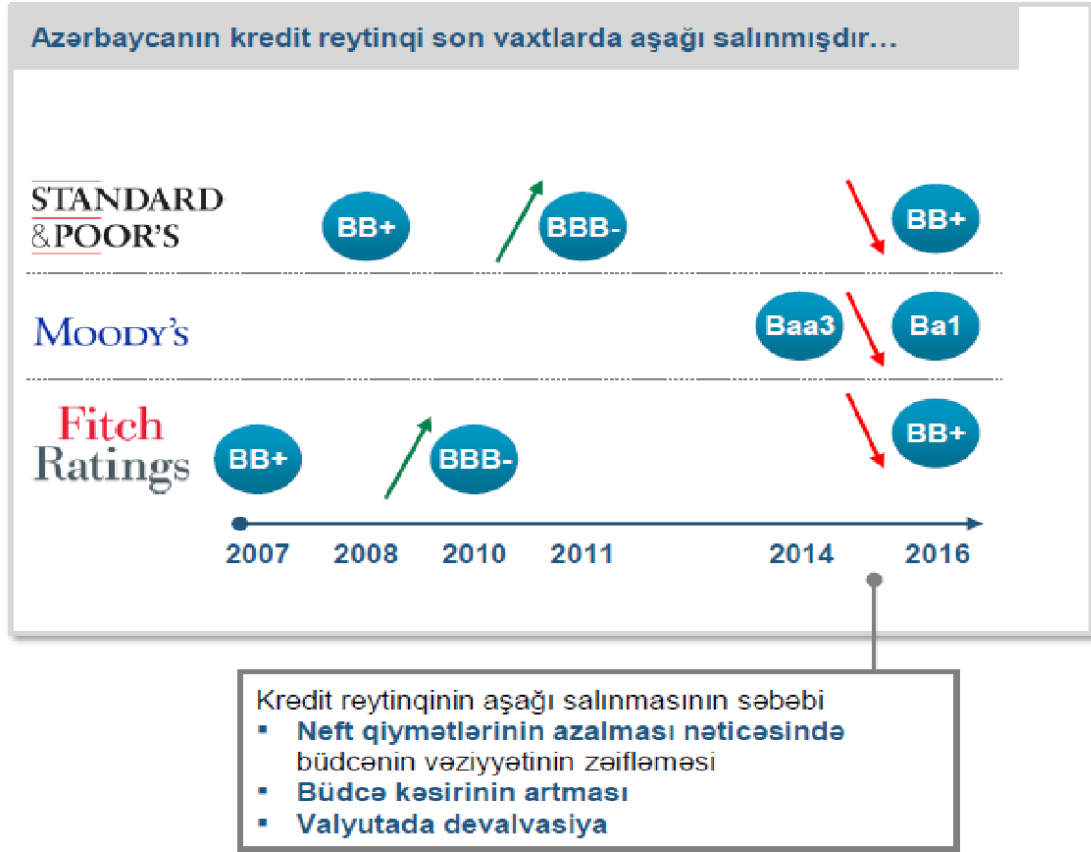 Azərbaycanın kredit reytinqi son vaxtlarda aşağı salınmışdır...
STANDARD
&POOR'S
BB+
BBB-
BB+
MOODY'S
Baa3
Ba1
Fitch
Ratings
BB+
BBB-
BB+
2007
2008
2010
2011
2014
2016
Kredit reytinqinin aşağı salınmasının səbəbi
▪ Neft qiymətlərinin azalması nəticəsində
büdcənin vəziyyətinin zəifləməsi
▪ Büdcə kəsirinin artması
▪ Valyutada devalvasiya